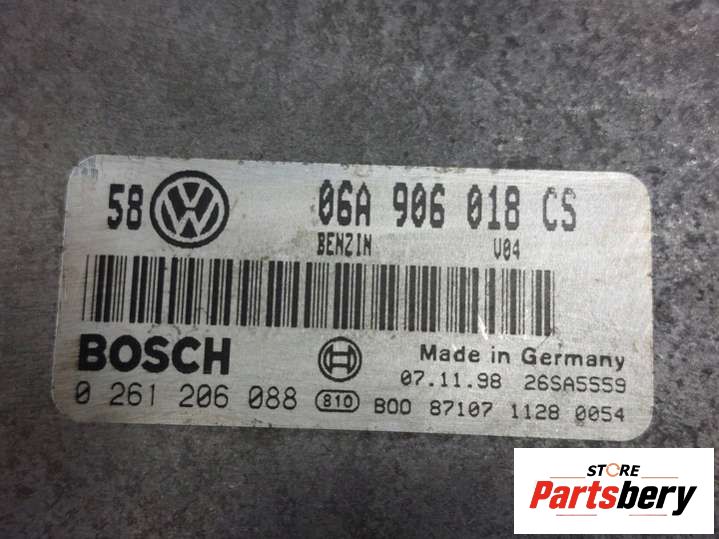 58 VW 06A 906 018 CS
BENZIN V04
BOSCH Made in Germany
07.11.98 26SA5559
0 261 206 088 810 B00 87107 1128 0054
STORE
Partsbery